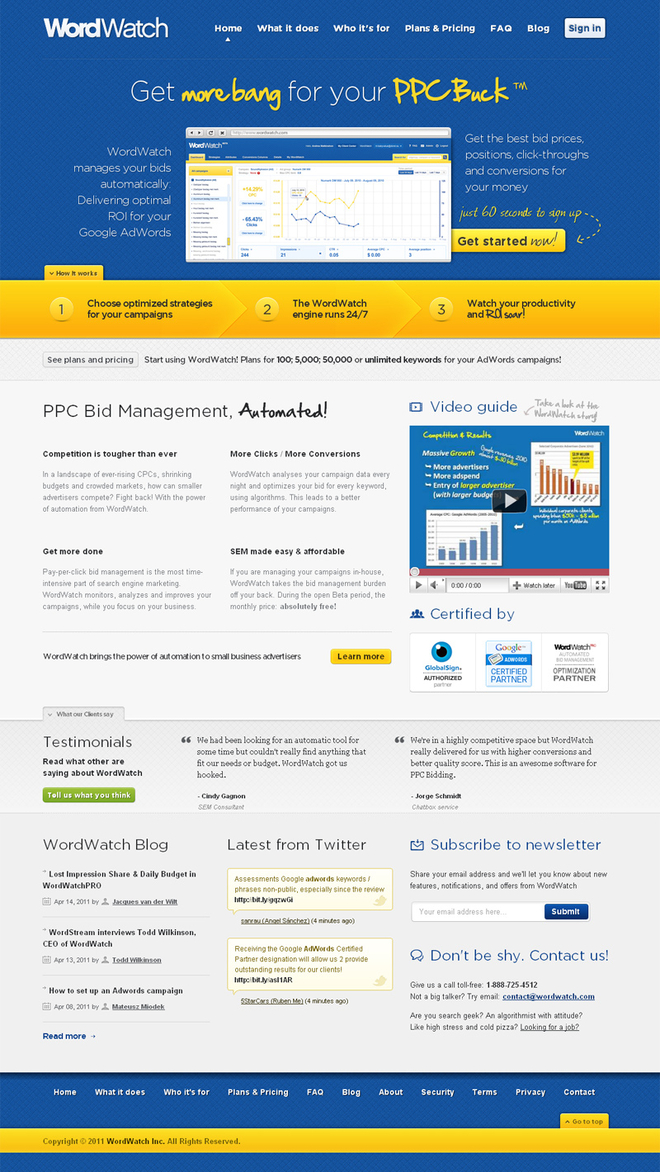 WordWatch
Home What it does Who it's for Plans & Pricing FAQ Blog Sign in
Get more bang for your PPC Buck ™
WordWatch
manages your bids
automatically:
Delivering optimal
ROI for your
Google AdWords
Get the best bid prices,
positions, click-throughs
and conversions for
your money
just 60 seconds to sign up
Get started now!
WordWatch
+14.29%
-65.43%
Clicks
244
21
CTR
0.05
Average CPC
$ 0.00
3
How it works
1 Choose optimized strategies
for your campaigns
2 The WordWatch
engine runs 24/7
3 Watch your productivity
and ROI soar!
See plans and pricing Start using WordWatch! Plans for 100; 5,000; 50,000 or unlimited keywords for your AdWords campaigns!
PPC Bid Management, Automated!
Competition is tougher than ever
In a landscape of ever-rising CPCs, shrinking
budgets and crowded markets, how can smaller
advertisers compete? Fight back! With the power
of automation from WordWatch.
More Clicks / More Conversions
WordWatch analyses your campaign data every
night and optimizes your bid for every keyword,
using algorithms. This leads to a better
performance of your campaigns.
Get more done
Pay-per-click bid management is the most time-
intensive part of search engine marketing.
WordWatch monitors, analyzes and improves your
campaigns, while you focus on your business.
SEM made easy & affordable
If you are managing your campaigns in-house,
WordWatch takes the bid management burden
off your back. During the open Beta period, the
monthly price: absolutely free!
WordWatch brings the power of automation to small business advertisers
Learn more
Video guide
Take a look at the
WordWatch story!
Competition & Results
WordWatch
Massive Growth
More advertisers
More adspend
Entry of larger advertiser
(with larger budget
Individual corporate clients
per month on AdWords
0:00 / 0:00 Watch later YouTube
Certified by
GlobalSign
AUTHORIZED
partner
Google
ADWORDS
CERTIFIED
PARTNER
WordWatch
AUTOMATED
BID MANAGEMENT
OPTIMIZATION
PARTNER
What our Clients say
Testimonials
Read what other are
saying about WordWatch
Tell us what you think
We had been looking for an automatic tool for
some time but couldn't really find anything that
fit our needs or budget. WordWatch got us
hooked.
- Cindy Gagnon
SEM Consultant
We're in a highly competitive space but WordWatch
really delivered for us with higher conversions and
better quality score. This is an awesome software for
PPC Bidding.
- Jorge Schmidt
Chatbox service
WordWatch Blog
Lost Impression Share & Daily Budget in
WordWatchPRO
Apr 14, 2011 by Jacques van der Wilt
WordStream interviews Todd Wilkinson,
CEO of WordWatch
Apr 13, 2011 by Todd Wilkinson
How to set up an Adwords campaign
Apr 08, 2011 by Mateusz Miodek
Read more
Latest from Twitter
Assessments Google adwords keywords /
phrases non-public, especially since the review
sanrau (Angel Sánchez) (4 minutes ago)
Receiving the Google AdWords Certified
Partner designation will allow us 2 provide
outstanding results for our clients!
SStarCars (Ruben Me) (4 minutes ago)
Subscribe to newsletter
Share your email address and we'll let you know about new
features, notifications, and offers from WordWatch
Your email address here... Submit
Don't be shy. Contact us!
Give us a call toll-free: 1-888-725-4512
Not a big talker? Try email: contact@wordwatch.com
Are you search geek? An algorithmist with attitude?
Like high stress and cold pizza? Looking for a job?
Home What it does Who it's for Plans & Pricing FAQ Blog About Security Terms Privacy Contact
Go to top
Copyright © 2011 WordWatch Inc. All Rights Reserved.